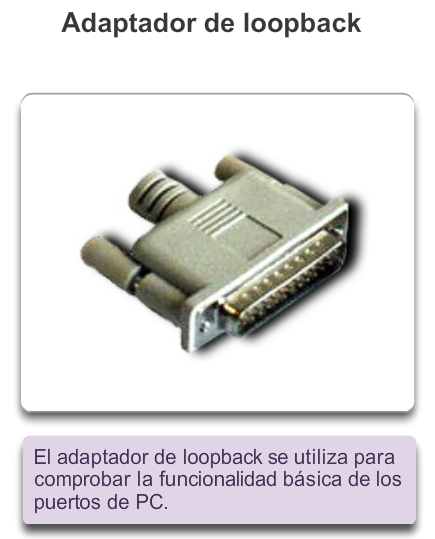 Adaptador de loopback
El adaptador de loopback se utiliza para
comprobar la funcionalidad básica de los
puertos de PC.